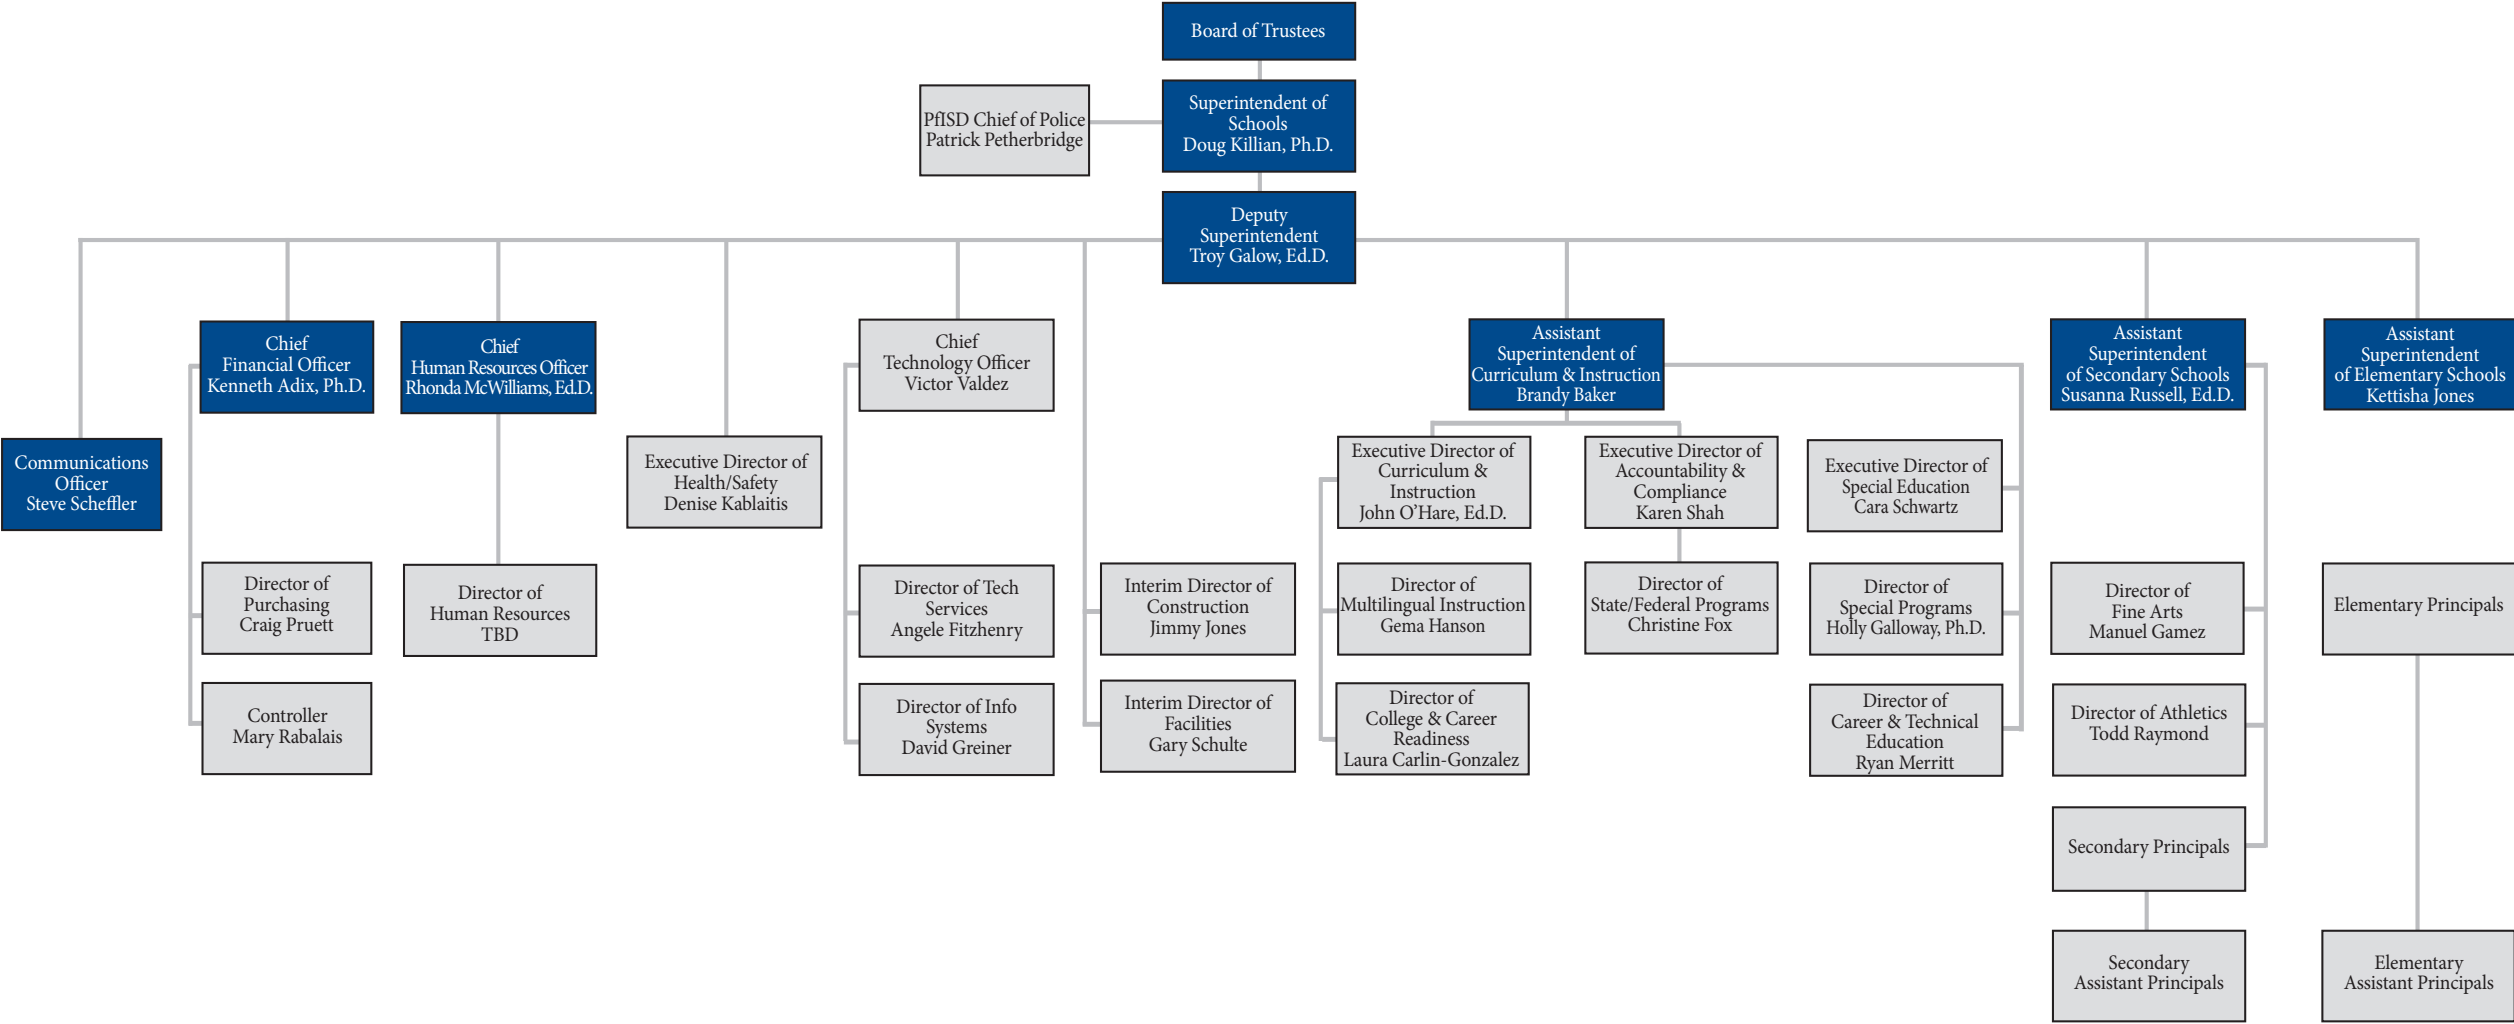 Board of Trustees
PfISD Chief of Police
Patrick Petherbridge
Superintendent of
Schools
Doug Killian, Ph.D.
Deputy
Superintendent
Troy Galow, Ed.D.
Chief
Financial Officer
Kenneth Adix, Ph.D.
Chief
Human Resources Officer
Rhonda McWilliams, Ed.D.
Chief
Technology Officer
Victor Valdez
Assistant
Superintendent of
Curriculum & Instruction
Brandy Baker
Assistant
Superintendent
of Secondary Schools
Susanna Russell, Ed.D.
Assistant
Superintendent
of Elementary Schools
Kettisha Jones
Communications
Officer
Steve Scheffler
Executive Director of
Health/Safety
Denise Kablaitis
Executive Director of
Curriculum &
Instruction
John O’Hare, Ed.D.
Executive Director of
Accountability &
Compliance
Karen Shah
Executive Director of
Special Education
Cara Schwartz
Director of
Purchasing
Craig Pruett
Director of
Human Resources
TBD
Director of Tech
Services
Angele Fitzhenry
Interim Director of
Construction
Jimmy Jones
Director of
Multilingual Instruction
Gema Hanson
Director of
State/Federal Programs
Christine Fox
Director of
Special Programs
Holly Galloway, Ph.D.
Director of
Fine Arts
Manuel Gamez
Elementary Principals
Controller
Mary Rabalais
Director of Info
Systems
David Greiner
Interim Director of
Facilities
Gary Schulte
Director of
College & Career
Readiness
Laura Carlin-Gonzalez
Director of
Career & Technical
Education
Ryan Merritt
Director of Athletics
Todd Raymond
Secondary Principals
Secondary
Assistant Principals
Elementary
Assistant Principals